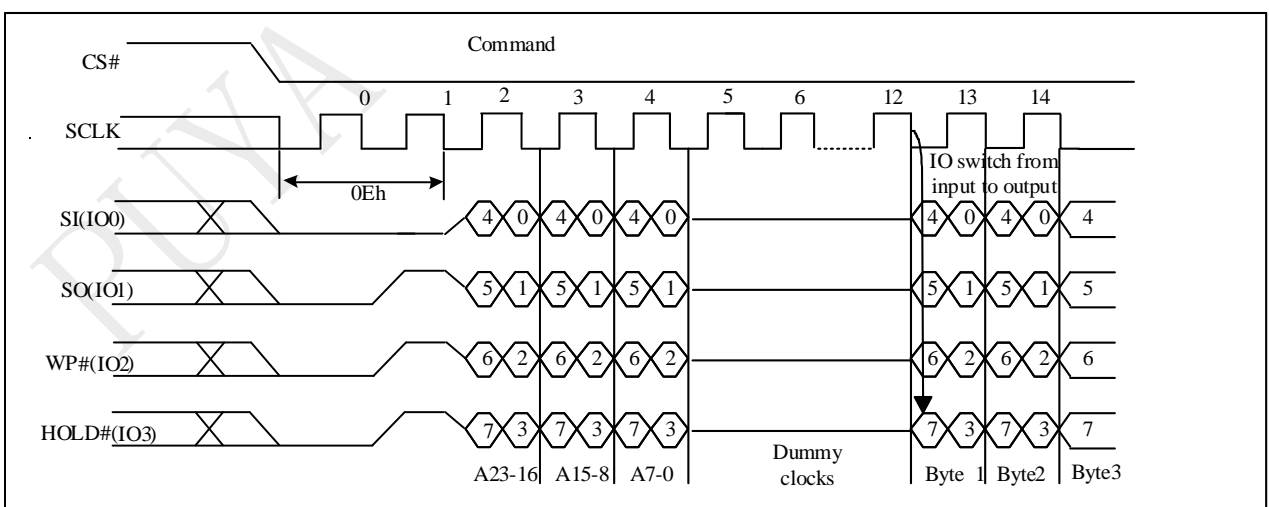 Command
CS#
0 1 2 3 4 5 6 12 13 14
SCLK
IO switch from
input to output
0Eh
SI(IO0) 4 0 4 0 4 0 4 0 4 0 4
SO(IO1) 5 1 5 1 5 1 5 1 5 1 5
WP#(IO2) 6 2 6 2 6 2 6 2 6 2 6
HOLD#(IO3) 7 3 7 3 7 3 7 3 7 3 7
A23-16 A15-8 A7-0 Dummy
clocks Byte 1 Byte2 Byte3
PUYA